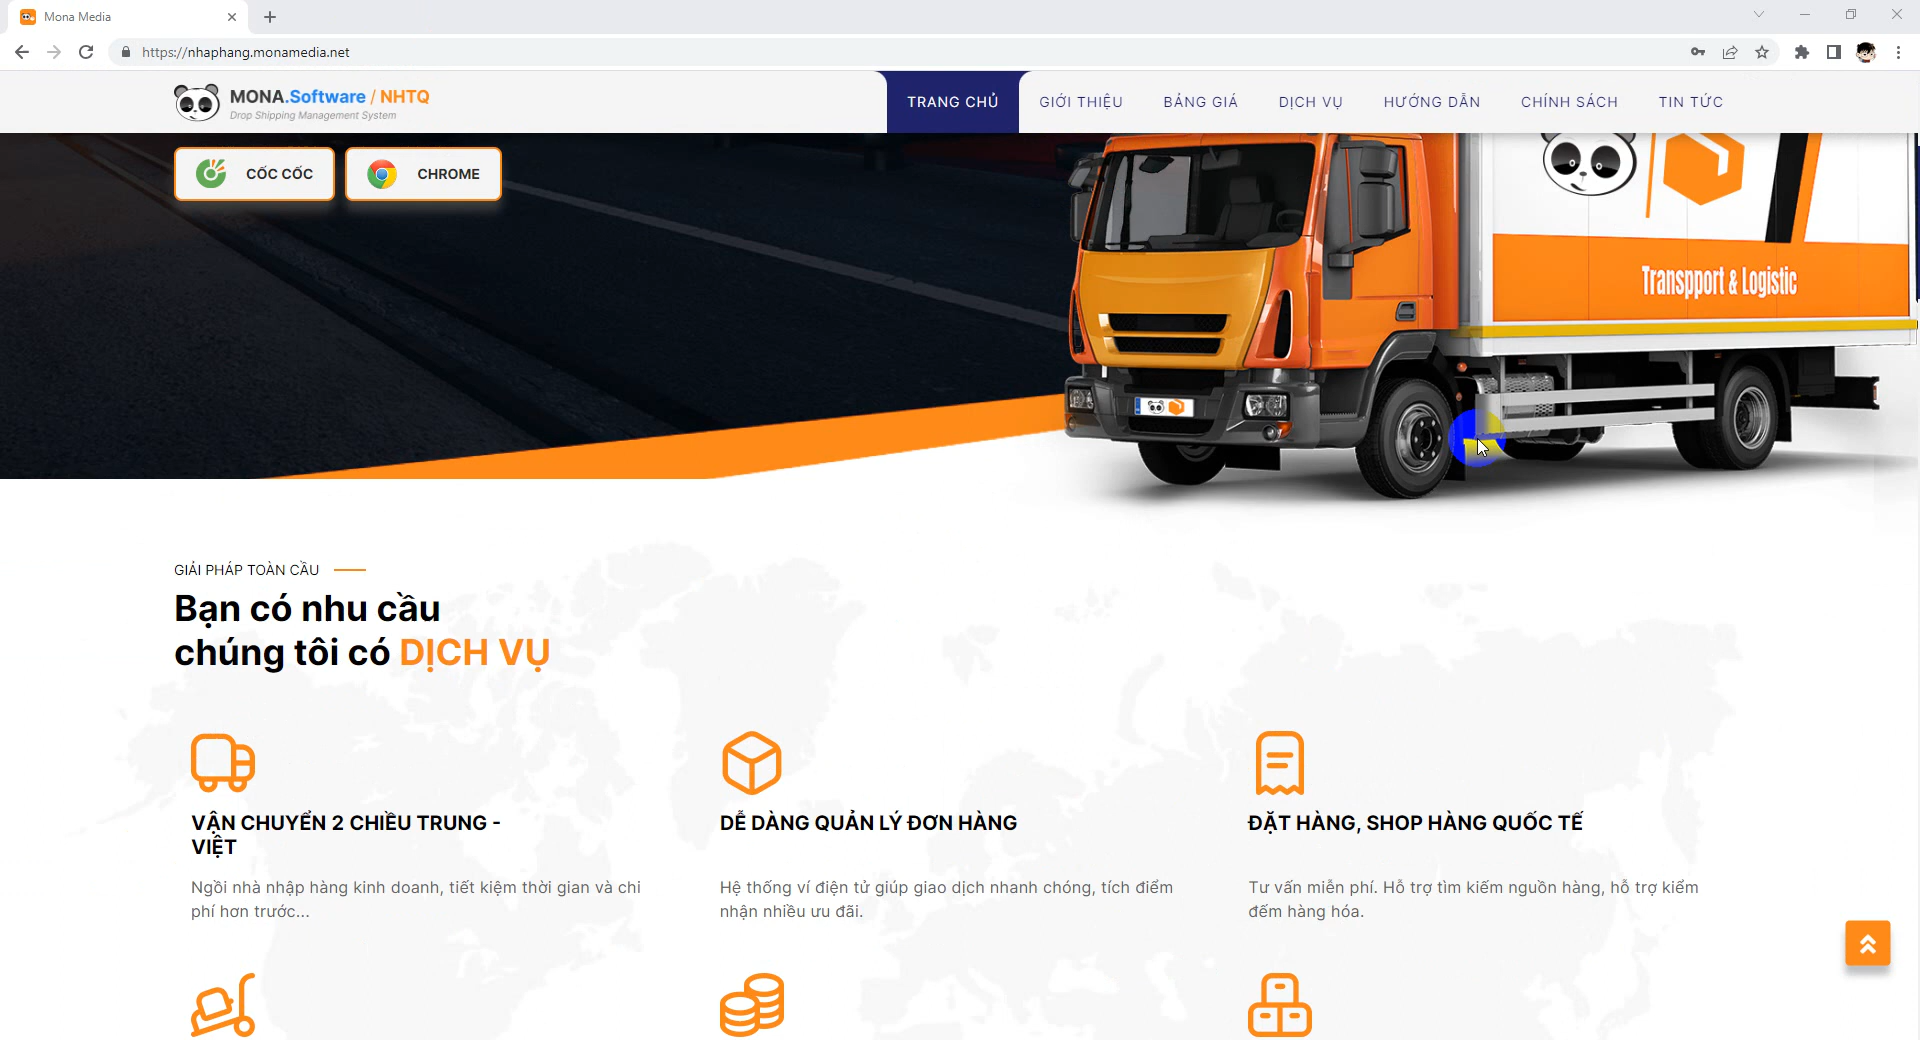 Mona Media
https://nhaphang.monamedia.net
MONA.Software / NHTQ
Drop Shipping Management System
TRANG CHỦ
GIỚI THIỆU
BẢNG GIÁ
DỊCH VỤ
HƯỚNG DẪN
CHÍNH SÁCH
TIN TỨC
CỐC CỐC
CHROME
Transpport & Logistic
GIẢI PHÁP TOÀN CẦU
Bạn có nhu cầu
chúng tôi có DỊCH VỤ
VẬN CHUYỂN 2 CHIỀU TRUNG -
VIỆT
Ngồi nhà nhập hàng kinh doanh, tiết kiệm thời gian và chi
phí hơn trước...
DỄ DÀNG QUẢN LÝ ĐƠN HÀNG
Hệ thống ví điện tử giúp giao dịch nhanh chóng, tích điểm
nhận nhiều ưu đãi.
ĐẶT HÀNG, SHOP HÀNG QUỐC TẾ
Tư vấn miễn phí. Hỗ trợ tìm kiếm nguồn hàng, hỗ trợ kiểm
đếm hàng hóa.